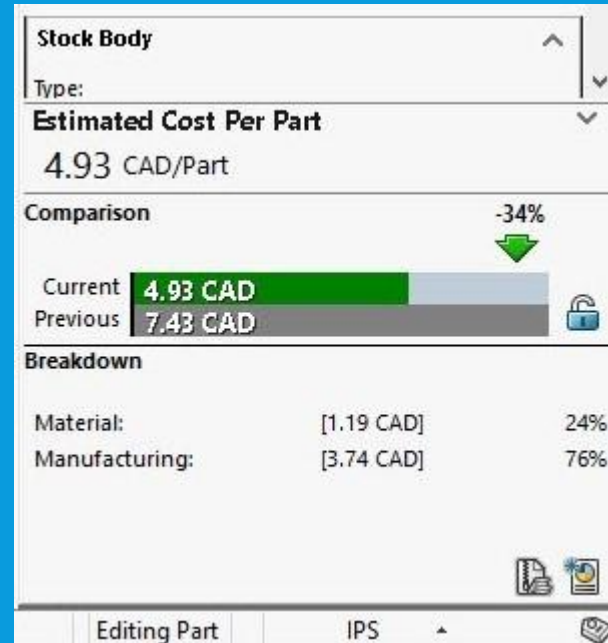 Stock Body
Type:
Estimated Cost Per Part
4.93 CAD/Part
Comparison -34%
Current 4.93 CAD
Previous 7.43 CAD
Breakdown
Material: [1.19 CAD] 24%
Manufacturing: [3.74 CAD] 76%
Editing Part IPS